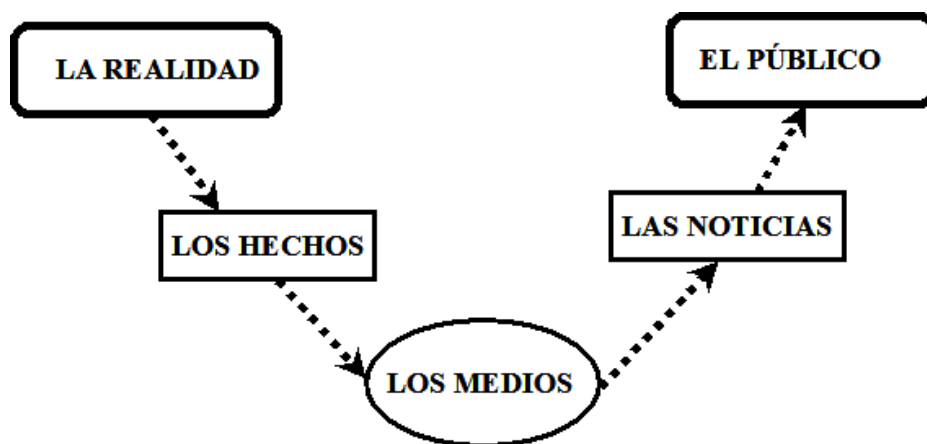 LA REALIDAD
LOS HECHOS
LOS MEDIOS
LAS NOTICIAS
EL PÚBLICO